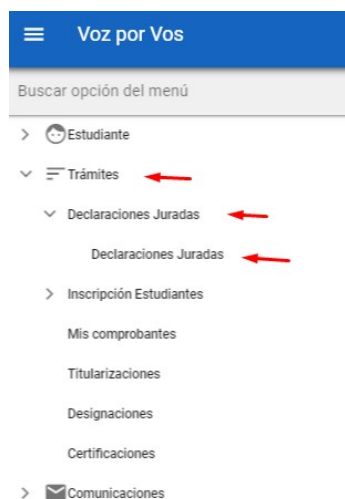 Voz por Vos
Buscar opción del menú
Estudiante
Trámites
Declaraciones Juradas
Declaraciones Juradas
Inscripción Estudiantes
Mis comprobantes
Titularizaciones
Designaciones
Certificaciones
Comunicaciones